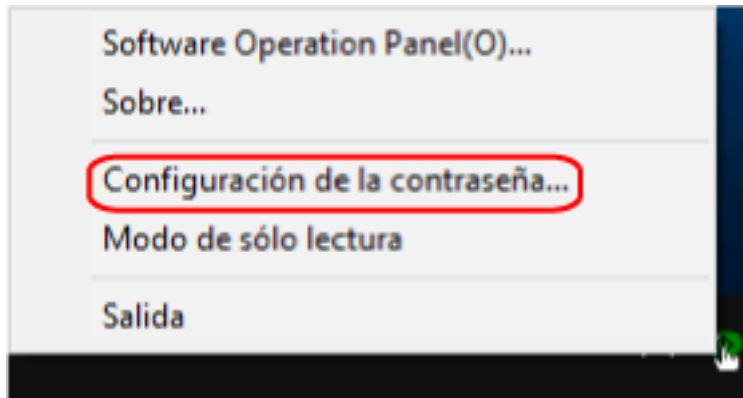 Software Operation Panel(O)...
Sobre...
Configuración de la contraseña...
Modo de sólo lectura
Salida